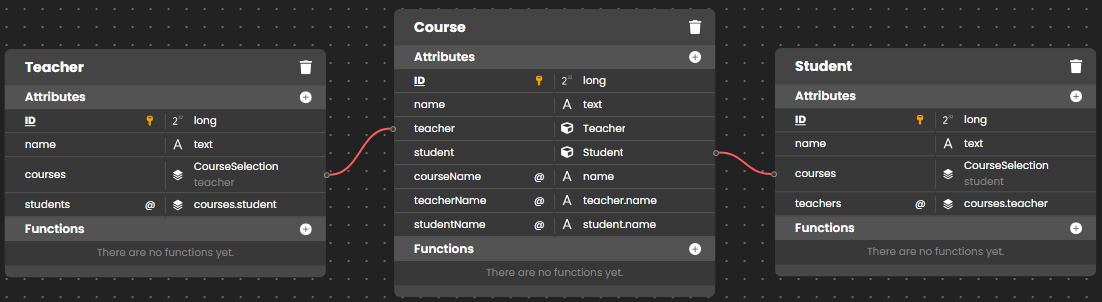 Teacher
Attributes
ID 2³² long
name A text
courses CourseSelection
teacher
students @ courses.student
Functions
There are no functions yet.
Course
Attributes
ID 2³² long
name A text
teacher Teacher
student Student
courseName @ A name
teacherName @ A teacher.name
studentName @ A student.name
Functions
There are no functions yet.
Student
Attributes
ID 2³² long
name A text
courses CourseSelection
student
teachers @ courses.teacher
Functions
There are no functions yet.